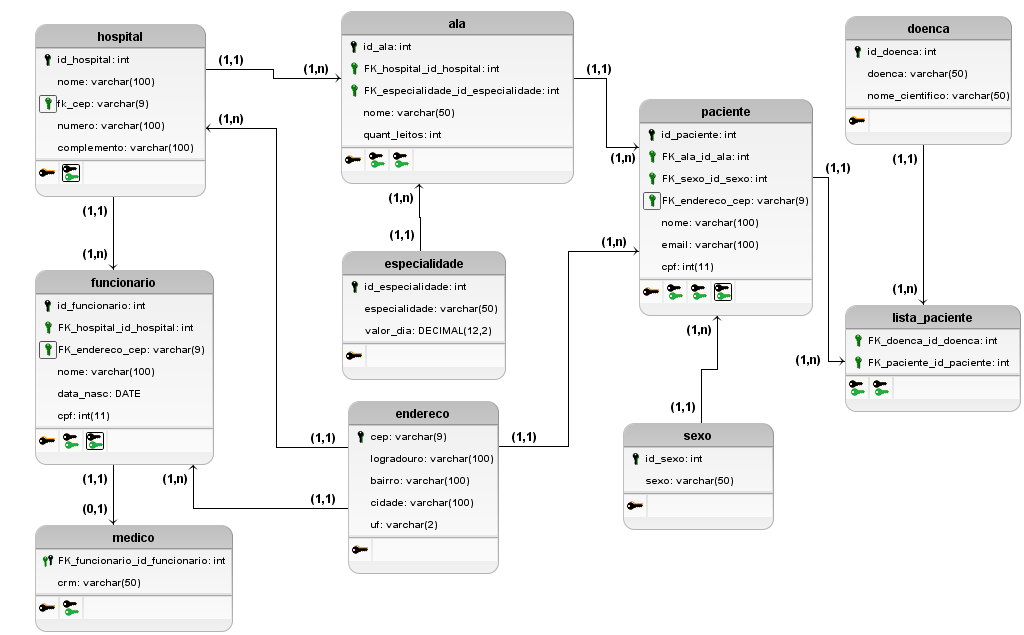 hospital
id_hospital: int
nome: varchar(100)
fk_cep: varchar(9)
numero: varchar(100)
complemento: varchar(100)
(1,1)
(1,n)
ala
id_ala: int
FK_hospital_id_hospital: int
FK_especialidade_id_especialidade: int
nome: varchar(50)
quant_leitos: int
(1,1)
(1,n)
paciente
id_paciente: int
FK_ala_id_ala: int
FK_sexo_id_sexo: int
FK_endereco_cep: varchar(9)
nome: varchar(100)
email: varchar(100)
cpf: int(11)
(1,1)
(1,n)
doenca
id_doenca: int
doenca: varchar(50)
nome_cientifico: varchar(50)
(1,1)
(1,n)
lista_paciente
FK_doenca_id_doenca: int
FK_paciente_id_paciente: int
(1,n)
(1,1)
(1,n)
funcionario
id_funcionario: int
FK_hospital_id_hospital: int
FK_endereco_cep: varchar(9)
nome: varchar(100)
data_nasc: DATE
cpf: int(11)
(1,1)
(0,1)
(1,n)
medico
FK_funcionario_id_funcionario: int
crm: varchar(50)
(1,n)
(1,1)
especialidade
id_especialidade: int
especialidade: varchar(50)
valor_dia: DECIMAL(12,2)
endereco
cep: varchar(9)
logradouro: varchar(100)
bairro: varchar(100)
cidade: varchar(100)
uf: varchar(2)
(1,1)
(1,1)
(1,1)
(1,n)
(1,n)
(1,1)
sexo
id_sexo: int
sexo: varchar(50)